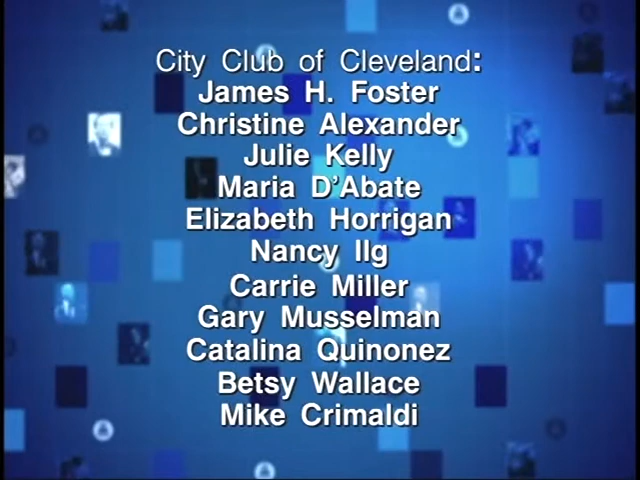 City Club of Cleveland:
James H. Foster
Christine Alexander
Julie Kelly
Maria D'Abate
Elizabeth Horrigan
Nancy Ilg
Carrie Miller
Gary Musselman
Catalina Quinonez
Betsy Wallace
Mike Crimaldi